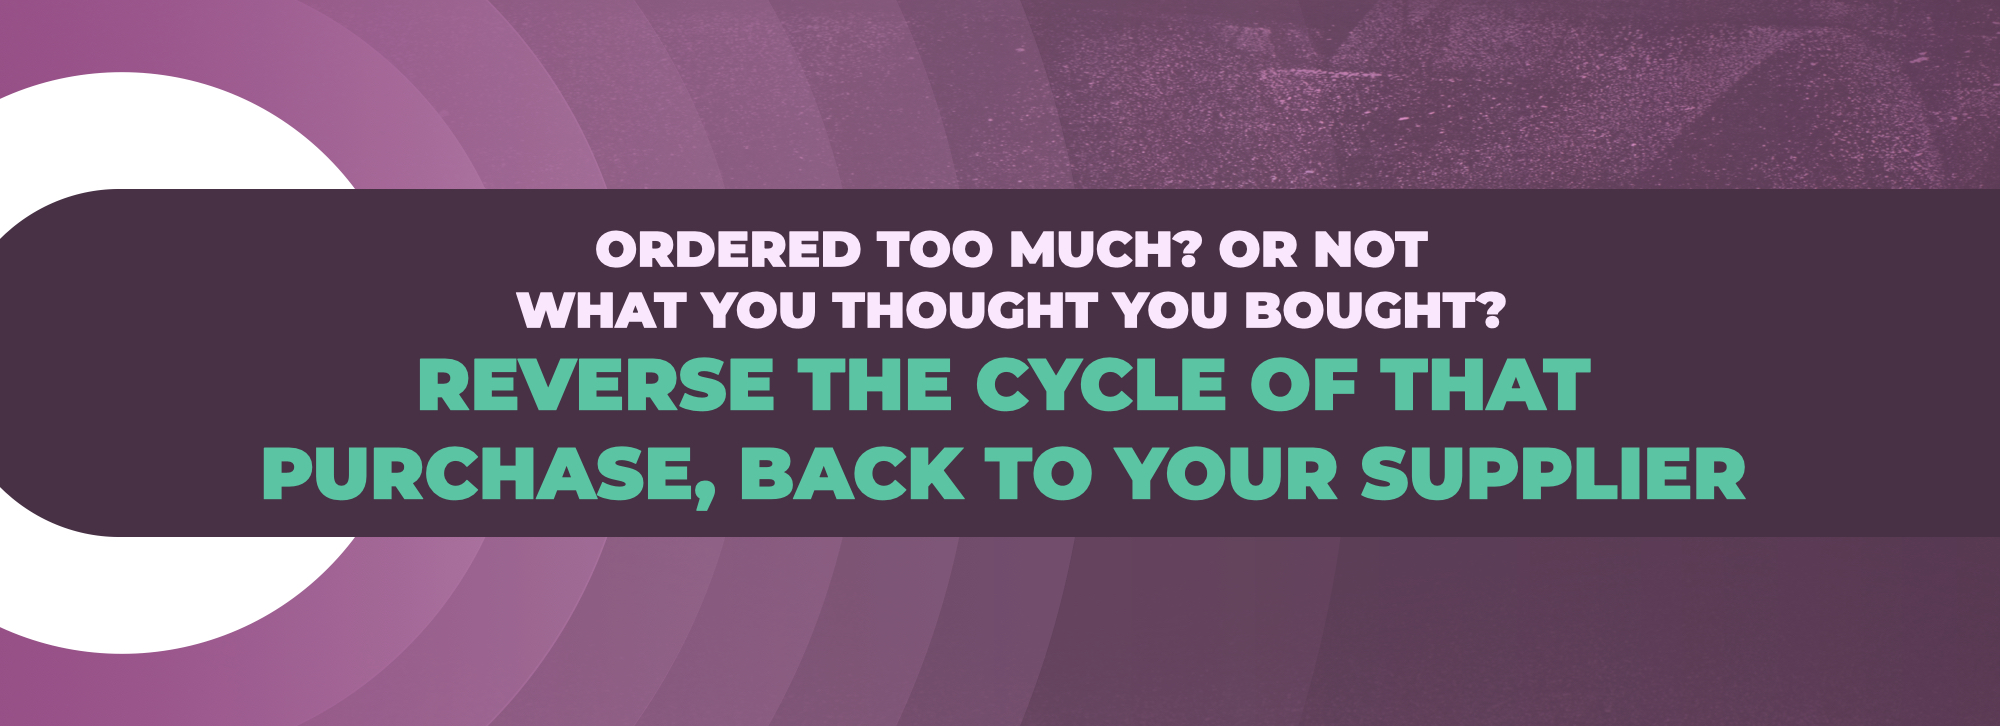 ORDERED TOO MUCH? OR NOT
WHAT YOU THOUGHT YOU BOUGHT?
REVERSE THE CYCLE OF THAT
PURCHASE, BACK TO YOUR SUPPLIER